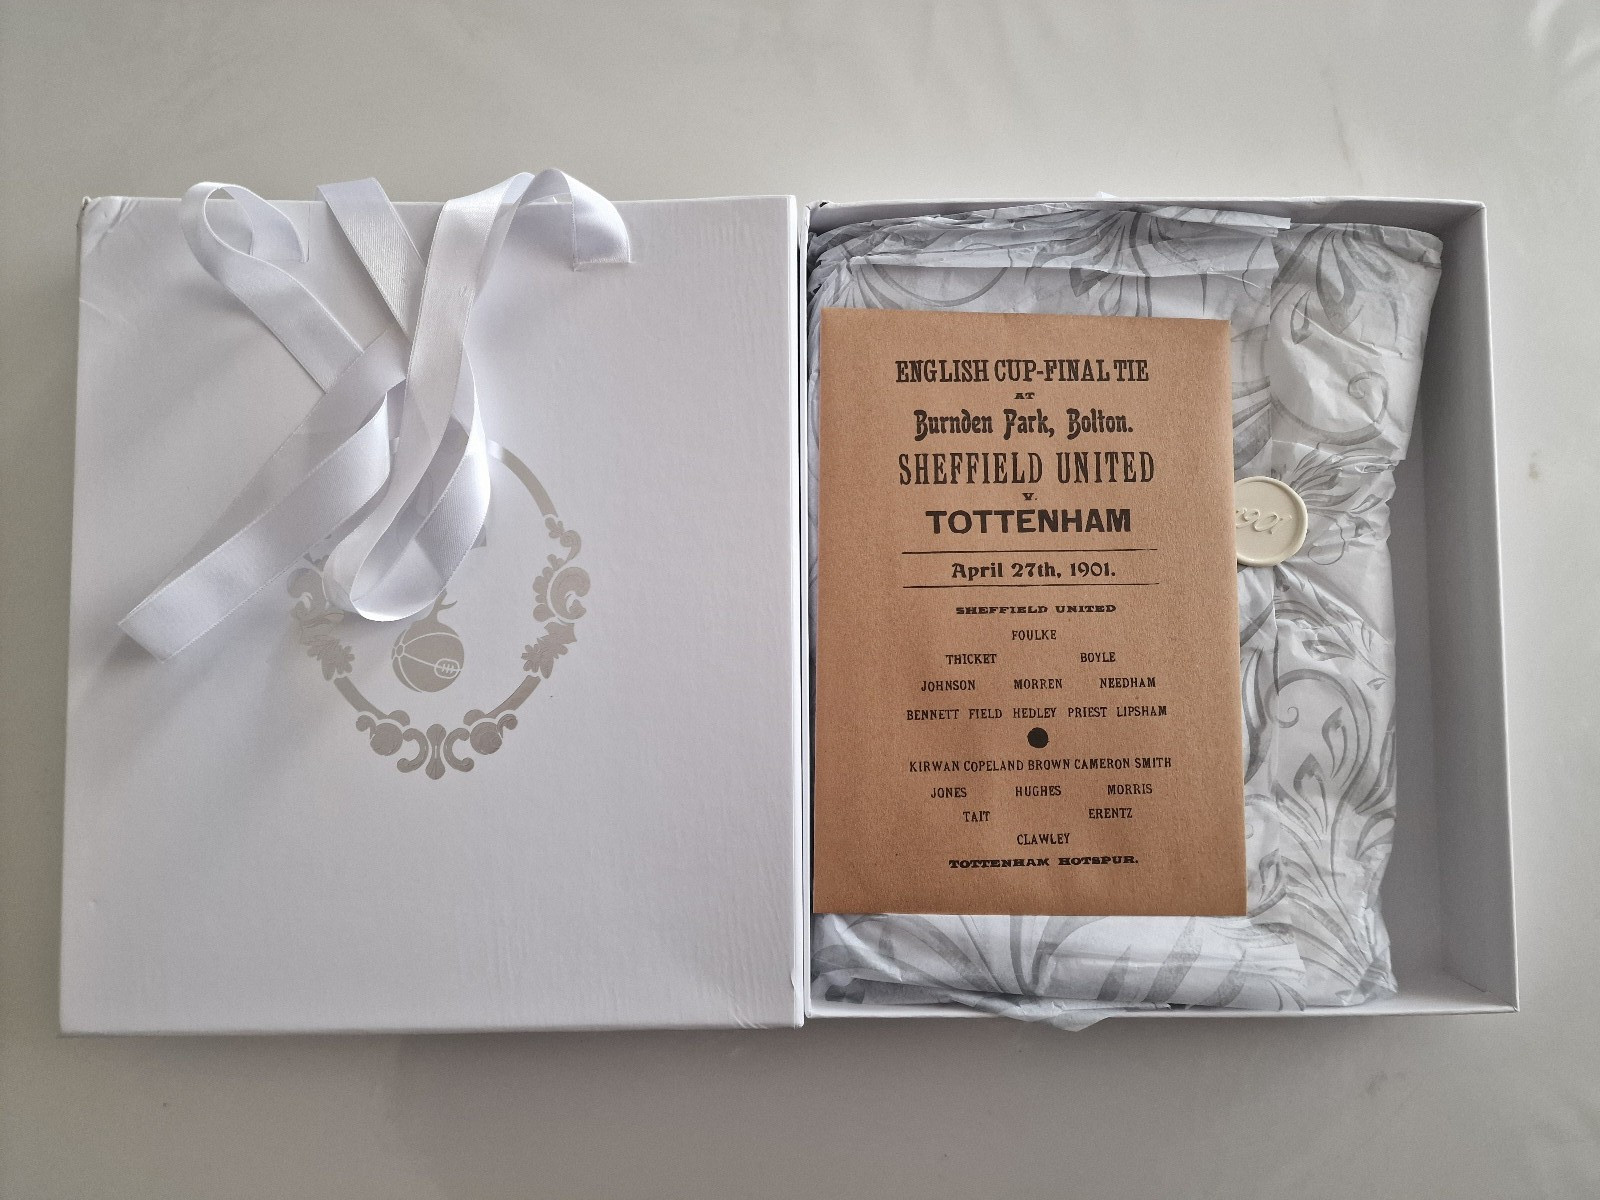 ENGLISH CUP-FINAL TIE
AT
Burnden Park, Bolton.
SHEFFIELD UNITED
V.
TOTTENHAM
April 27th, 1901.
SHEFFIELD UNITED
FOULKE
THICKET BOYLE
JOHNSON MORREN NEEDHAM
BENNETT FIELD HEDLEY PRIEST LIPSHAM
KIRWAN COPELAND BROWN CAMERON SMITH
JONES HUGHES MORRIS
TAIT ERENTZ
CLAWLEY
TOTTENHAM HOTSPUR.